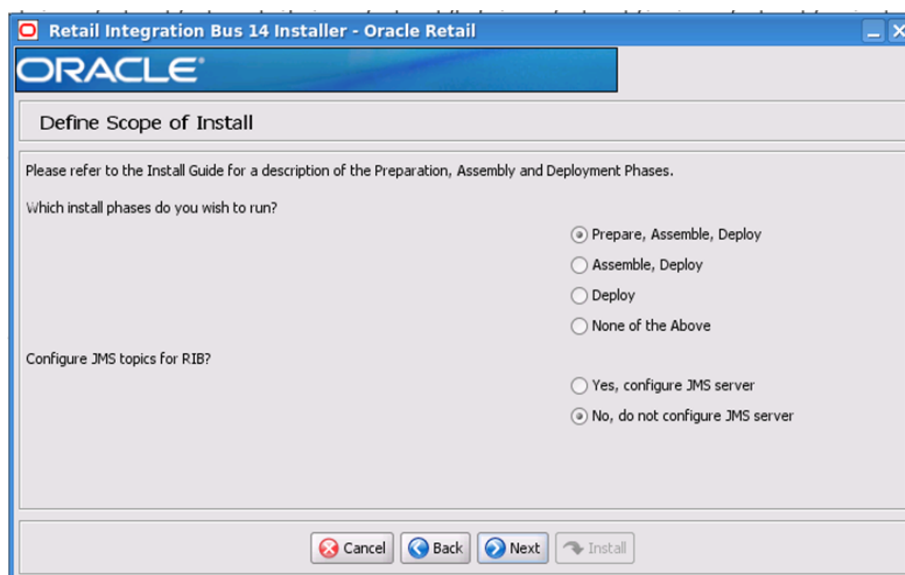 Retail Integration Bus 14 Installer - Oracle Retail
ORACLE
Define Scope of Install
Please refer to the Install Guide for a description of the Preparation, Assembly and Deployment Phases.
Which install phases do you wish to run?
Prepare, Assemble, Deploy
Assemble, Deploy
Deploy
None of the Above
Configure JMS topics for RIB?
Yes, configure JMS server
No, do not configure JMS server
Cancel
Back
Next
Install